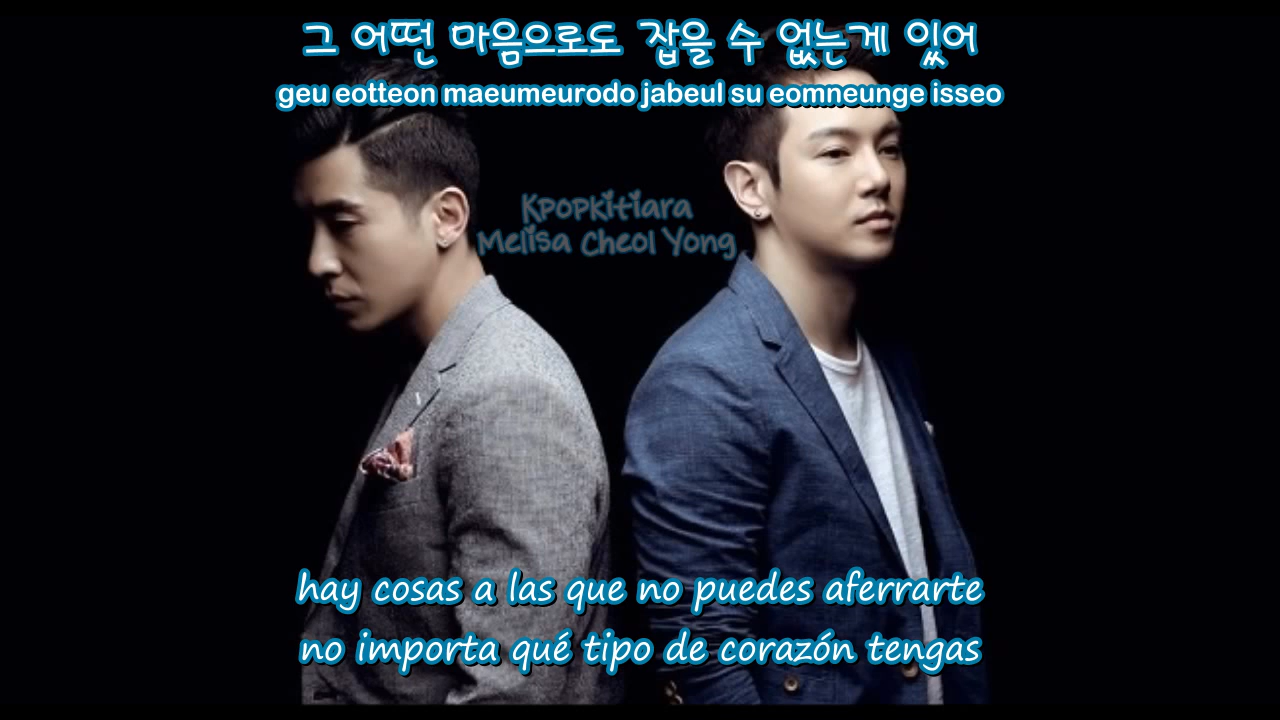 그 어떤 마음으로도 잡을 수 없는게 있어
geu eotteon maeumeurodo jabeul su eomneunge isseo
Kpopkitiara
Melisa Cheol Yong
hay cosas a las que no puedes aferrarte
no importa qué tipo de corazón tengas